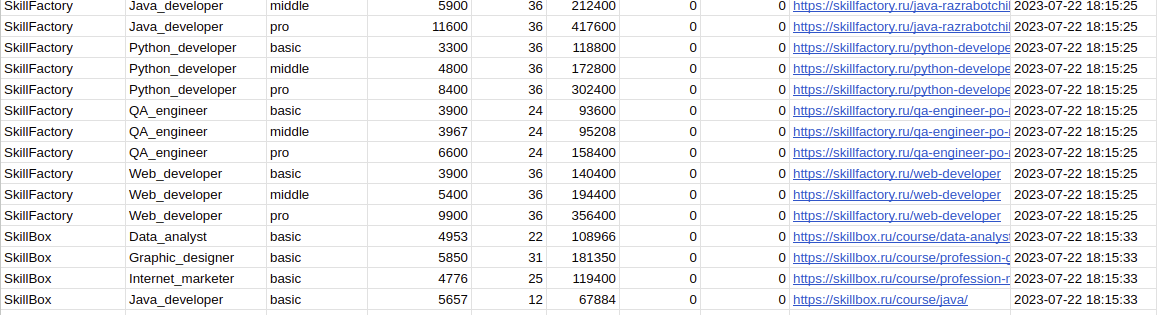 SkillFactory Java_developer middle 5900 36 212400 0 0 https://skillfactory.ru/java-razrabotchi 2023-07-22 18:15:25
SkillFactory Java_developer pro 11600 36 417600 0 0 https://skillfactory.ru/java-razrabotchi 2023-07-22 18:15:25
SkillFactory Python_developer basic 3300 36 118800 0 0 https://skillfactory.ru/python-develope 2023-07-22 18:15:25
SkillFactory Python_developer middle 4800 36 172800 0 0 https://skillfactory.ru/python-develope 2023-07-22 18:15:25
SkillFactory Python_developer pro 8400 36 302400 0 0 https://skillfactory.ru/python-develope 2023-07-22 18:15:25
SkillFactory QA_engineer basic 3900 24 93600 0 0 https://skillfactory.ru/qa-engineer-po- 2023-07-22 18:15:25
SkillFactory QA_engineer middle 3967 24 95208 0 0 https://skillfactory.ru/qa-engineer-po- 2023-07-22 18:15:25
SkillFactory QA_engineer pro 6600 24 158400 0 0 https://skillfactory.ru/qa-engineer-po- 2023-07-22 18:15:25
SkillFactory Web_developer basic 3900 36 140400 0 0 https://skillfactory.ru/web-developer 2023-07-22 18:15:25
SkillFactory Web_developer middle 5400 36 194400 0 0 https://skillfactory.ru/web-developer 2023-07-22 18:15:25
SkillFactory Web_developer pro 9900 36 356400 0 0 https://skillfactory.ru/web-developer 2023-07-22 18:15:25
SkillBox Data_analyst basic 4953 22 108966 0 0 https://skillbox.ru/course/data-analys 2023-07-22 18:15:33
SkillBox Graphic_designer basic 5850 31 181350 0 0 https://skillbox.ru/course/profession-g 2023-07-22 18:15:33
SkillBox Internet_marketer basic 4776 25 119400 0 0 https://skillbox.ru/course/profession- 2023-07-22 18:15:33
SkillBox Java_developer basic 5657 12 67884 0 0 https://skillbox.ru/course/java/ 2023-07-22 18:15:33